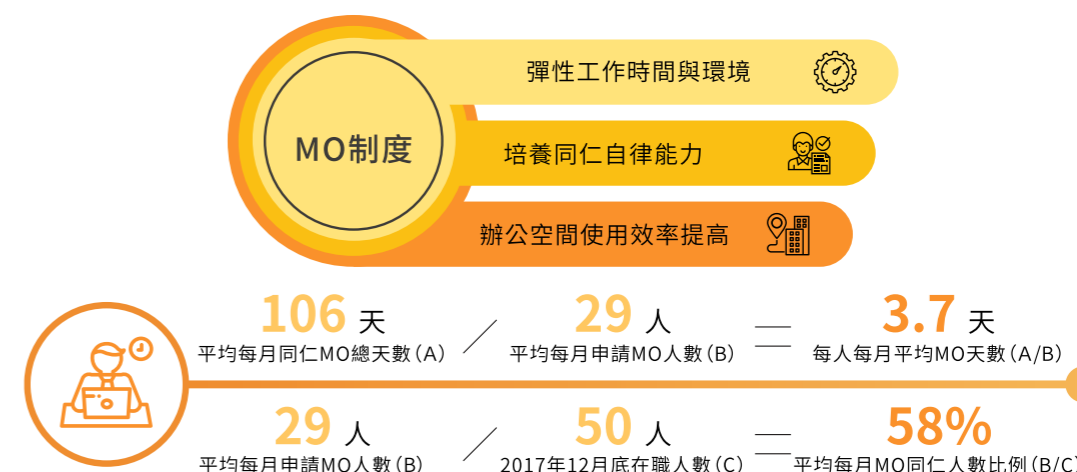 MO制度
彈性工作時間與環境
培養同仁自律能力
辦公空間使用效率提高
106 天 / 29 人 = 3.7 天
平均每月同仁MO總天數(A) 平均每月申請MO人數(B) 每人每月平均MO天數(A/B)
29 人 / 50 人 = 58%
平均每月申請MO人數(B) 2017年12月底在職人數(C) 平均每月MO同仁人數比例(B/C)